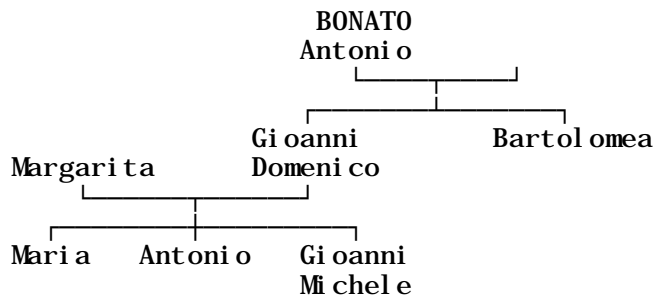 BONATO
Antonio
Gioanni Bartolomea
Margarita Domenico
Maria Antonio Gioanni
Michele